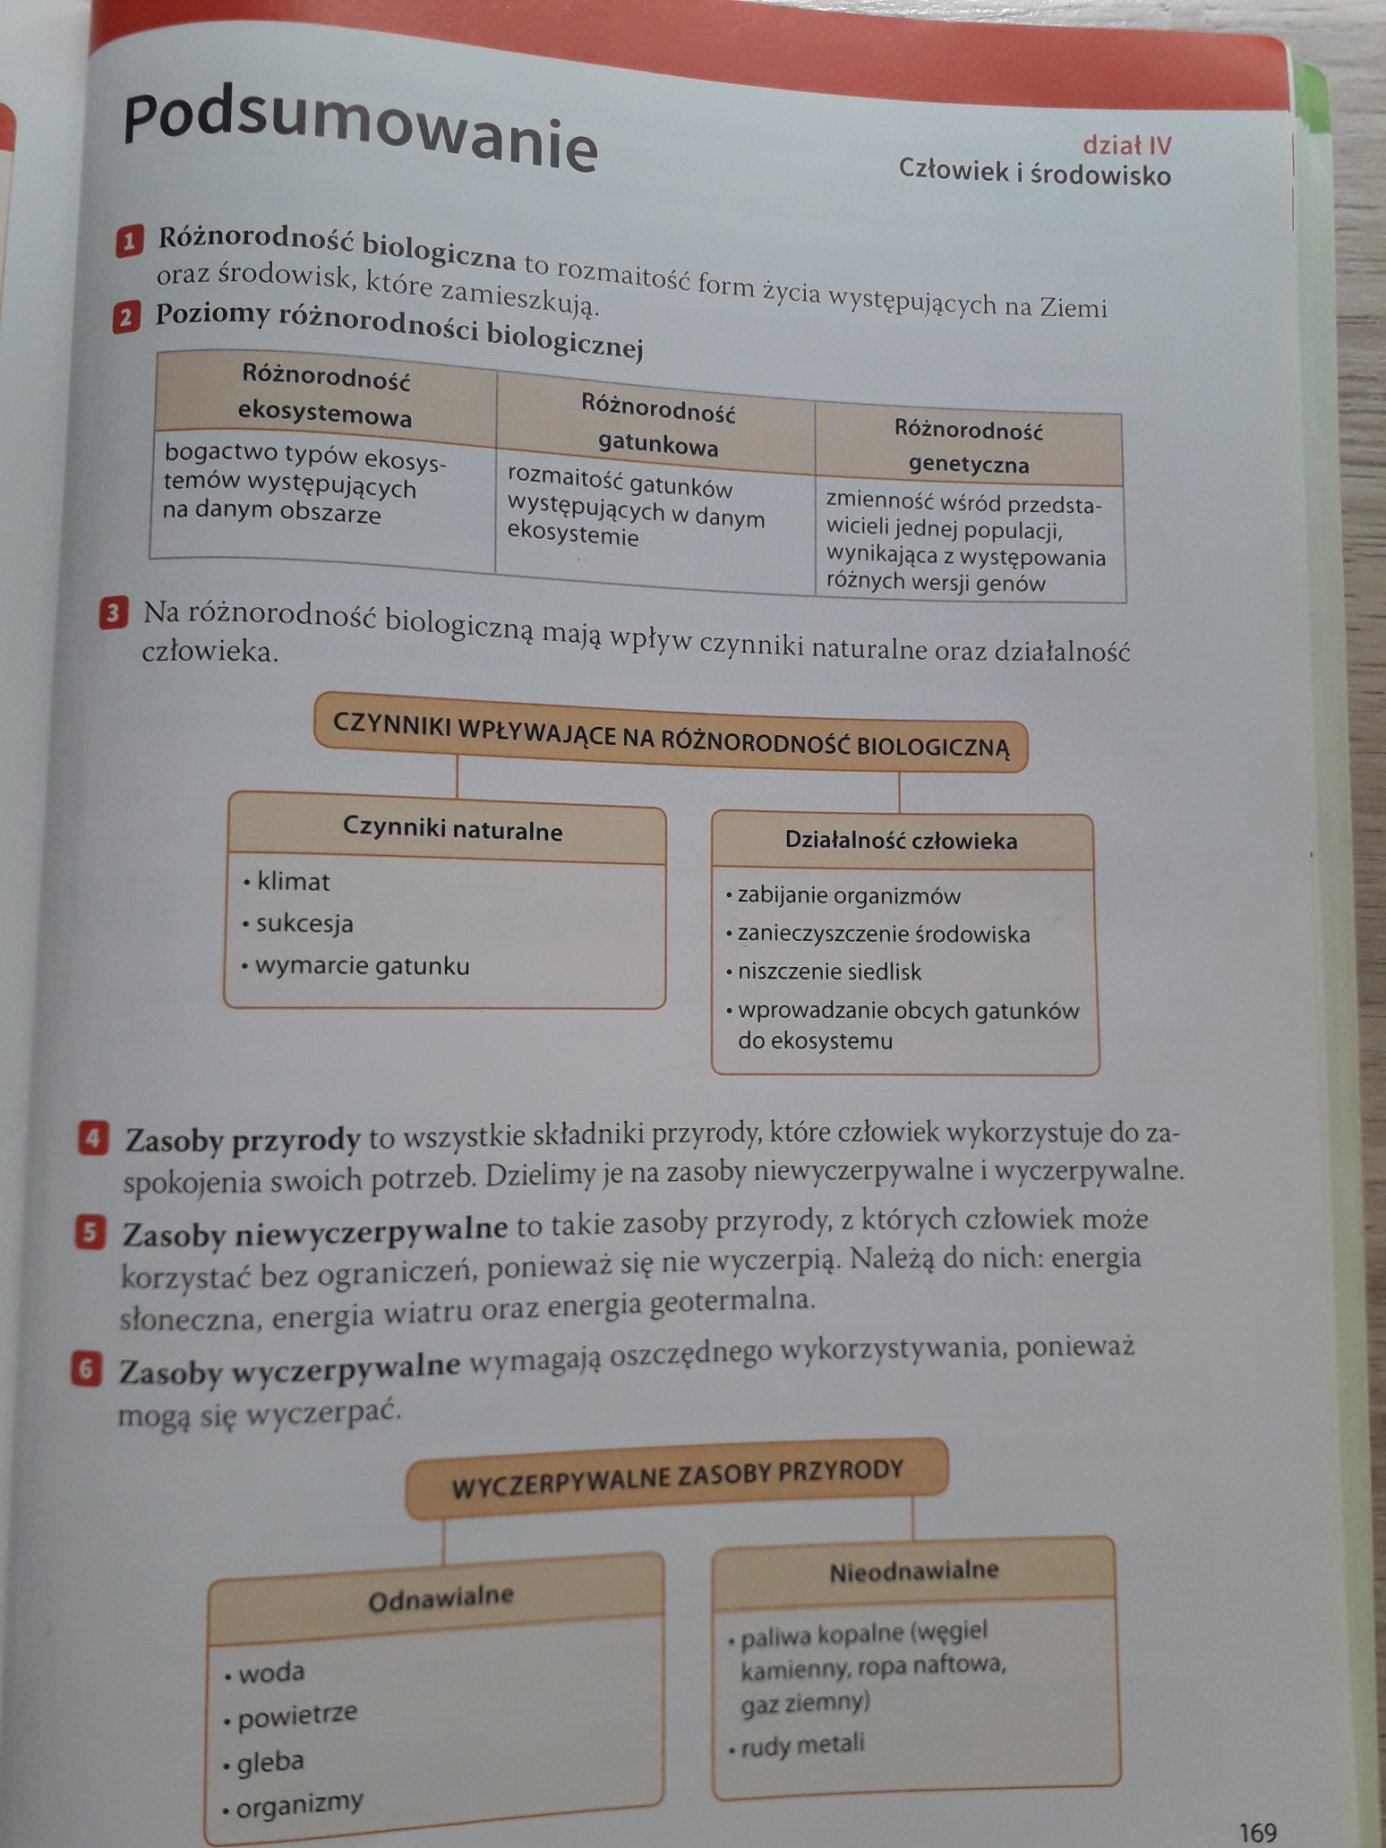 Podsumowanie
dział IV
Człowiek i środowisko
1 Różnorodność biologiczna to rozmaitość form życia występujących na Ziemi
oraz środowisk, które zamieszkują.
2 Poziomy różnorodności biologicznej
Różnorodność
ekosystemowa
bogactwo typów ekosys-
temów występujących
na danym obszarze
Różnorodność
gatunkowa
rozmaitość gatunków
występujących w danym
ekosystemie
Różnorodność
genetyczna
zmienność wśród przedsta-
wicieli jednej populacji,
wynikająca z występowania
różnych wersji genów
3 Na różnorodność biologiczną mają wpływ czynniki naturalne oraz działalność
człowieka.
CZYNNIKI WPŁYWAJĄCE NA RÓŻNORODNOŚĆ BIOLOGICZNĄ
Czynniki naturalne
• klimat
• sukcesja
• wymarcie gatunku
Działalność człowieka
• zabijanie organizmów
• zanieczyszczenie środowiska
• niszczenie siedlisk
• wprowadzanie obcych gatunków
do ekosystemu
4 Zasoby przyrody to wszystkie składniki przyrody, które człowiek wykorzystuje do za-
spokojenia swoich potrzeb. Dzielimy je na zasoby niewyczerpywalne i wyczerpywalne.
5 Zasoby niewyczerpywalne to takie zasoby przyrody, z których człowiek może
korzystać bez ograniczeń, ponieważ się nie wyczerpią. Należą do nich: energia
słoneczna, energia wiatru oraz energia geotermalna.
6 Zasoby wyczerpywalne wymagają oszczędnego wykorzystywania, ponieważ
mogą się wyczerpać.
WYCZERPYWALNE ZASOBY PRZYRODY
Odnawialne
• woda
• powietrze
• gleba
• organizmy
Nieodnawialne
• paliwa kopalne (węgiel
kamienny, ropa naftowa,
gaz ziemny)
• rudy metali
169